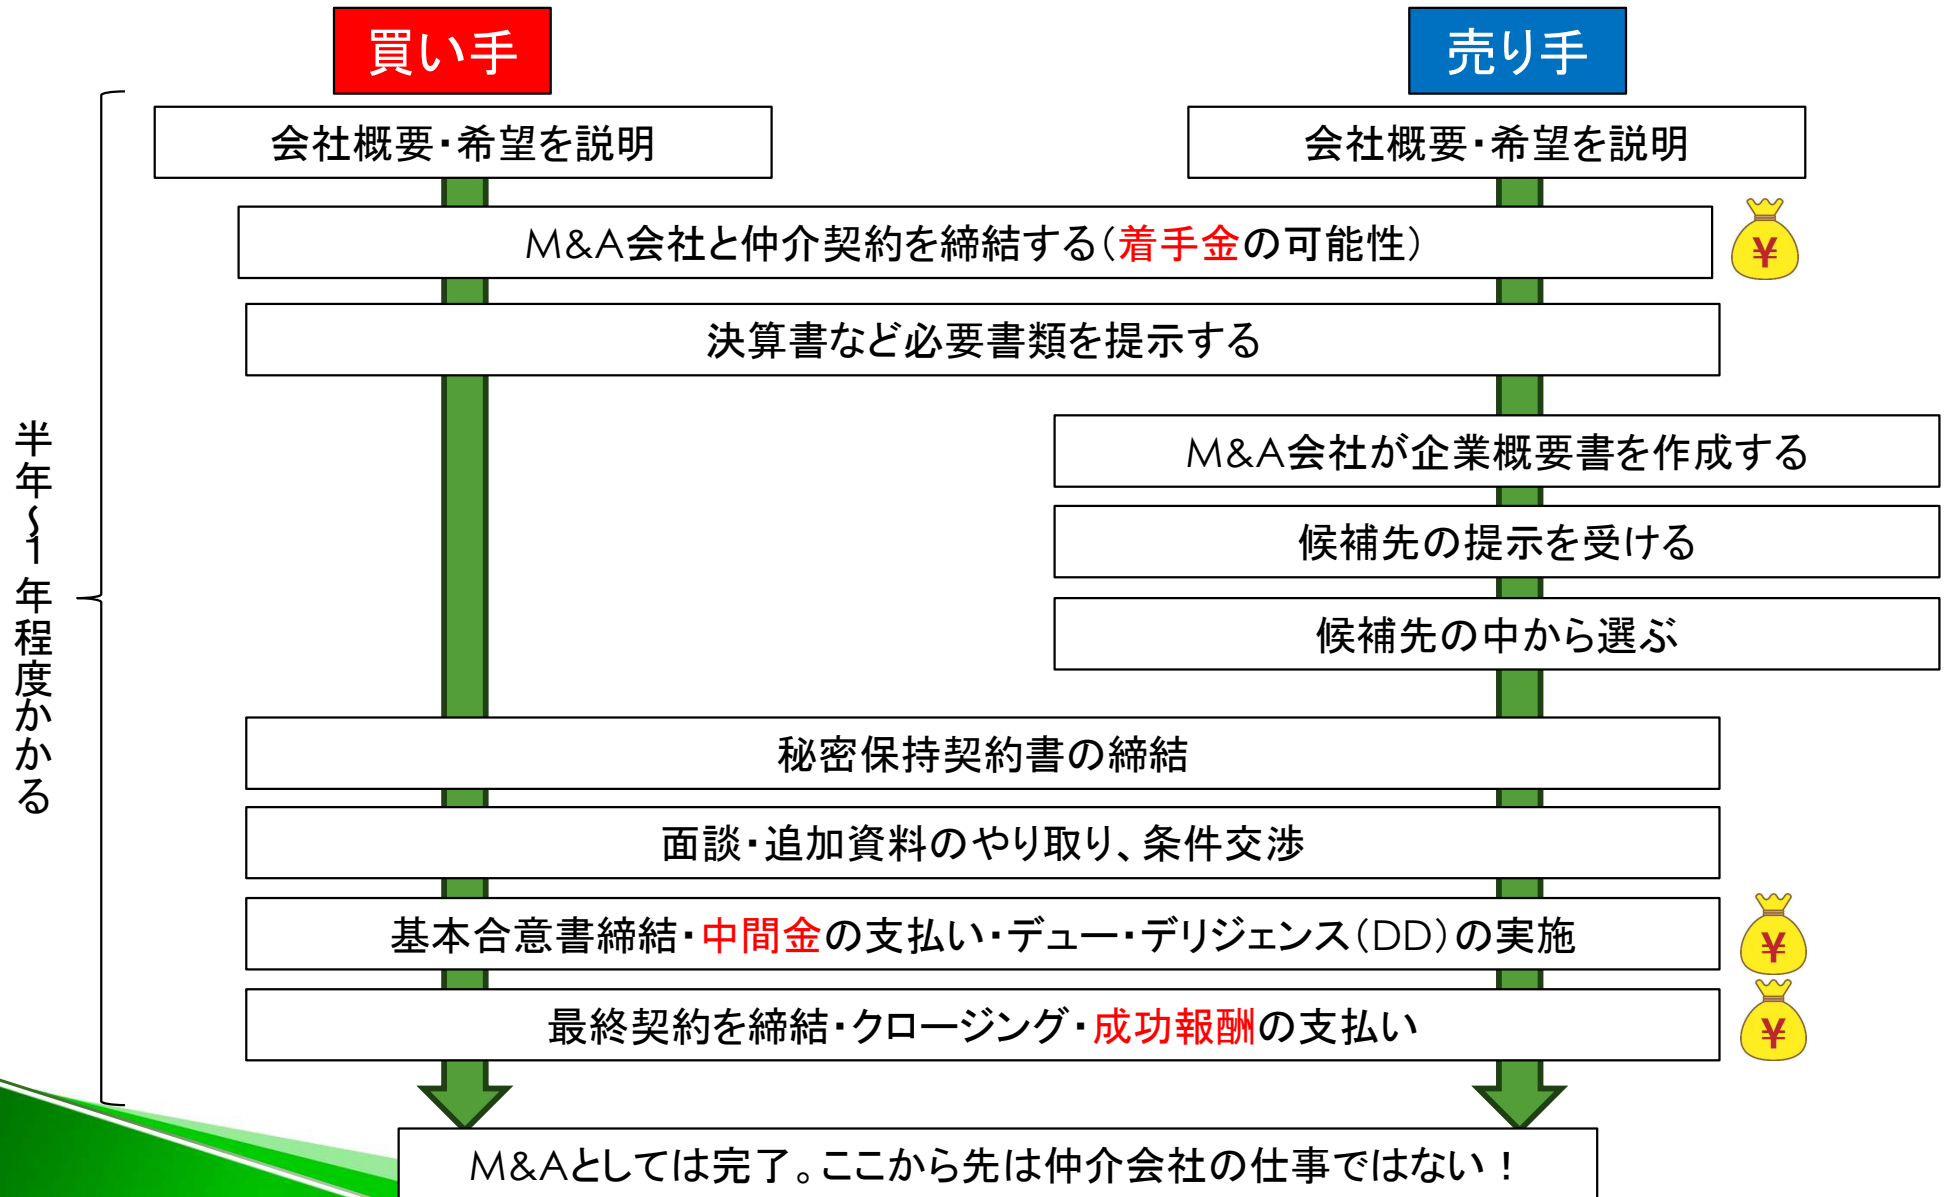 買い手
売り手
会社概要・希望を説明
会社概要・希望を説明
M&A会社と仲介契約を締結する(着手金の可能性)
¥
決算書など必要書類を提示する
M&A会社が企業概要書を作成する
候補先の提示を受ける
候補先の中から選ぶ
半年〜1年程度かかる
秘密保持契約書の締結
面談・追加資料のやり取り、条件交渉
基本合意書締結・中間金の支払い・デュー・デリジェンス(DD)の実施
¥
最終契約を締結・クロージング・成功報酬の支払い
¥
M&Aとしては完了。ここから先は仲介会社の仕事ではない!